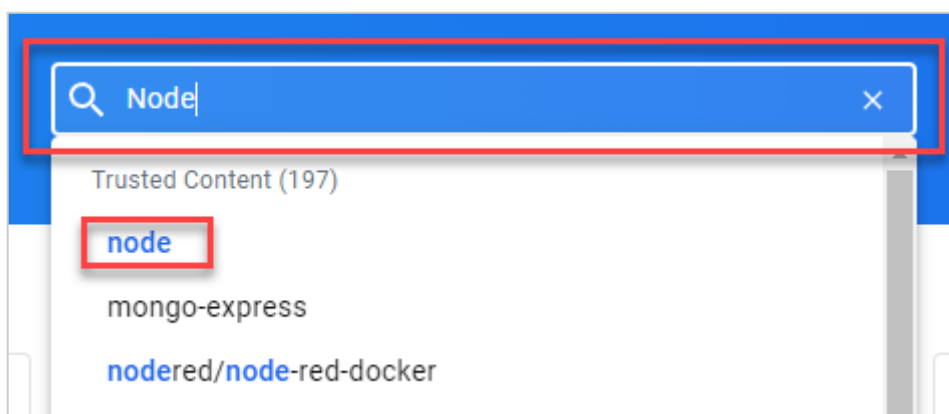 Node
Trusted Content (197)
node
mongo-express
nodered/node-red-docker